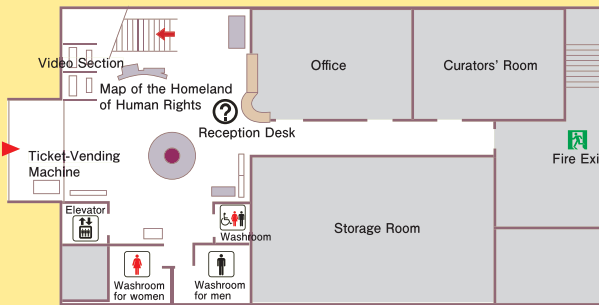 Office
Curators' Room
Video Section
Map of the Homeland
of Human Rights
?
Reception Desk
Ticket-Vending
Machine
Fire Exi
Elevator
Washroom
Storage Room
Washroom
for women
Washroom
for men